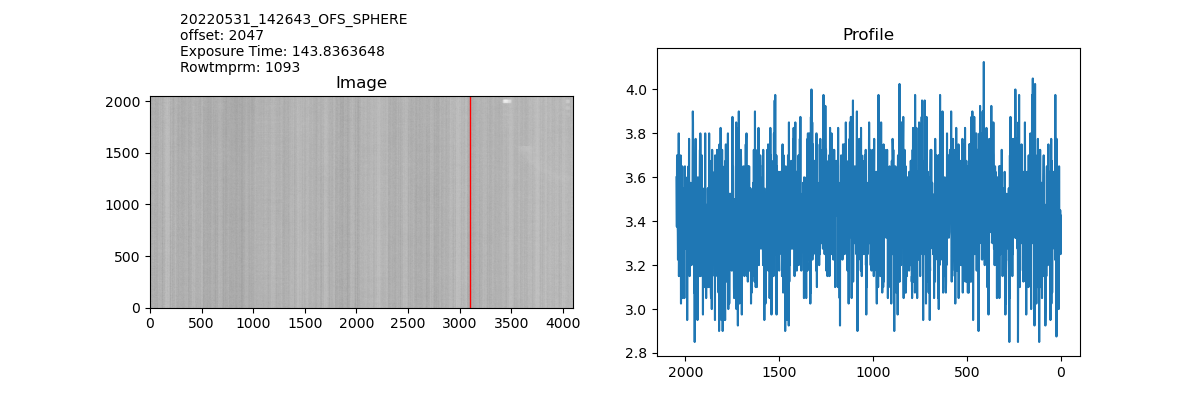 20220531_142643_OFS_SPHERE
offset: 2047
Exposure Time: 143.8363648
Rowtmprm: 1093
Image
2000
1500
1000
500
0
0 500 1000 1500 2000 2500 3000 3500 4000
Profile
4.0
3.8
3.6
3.4
3.2
3.0
2.8
2000 1500 1000 500 0